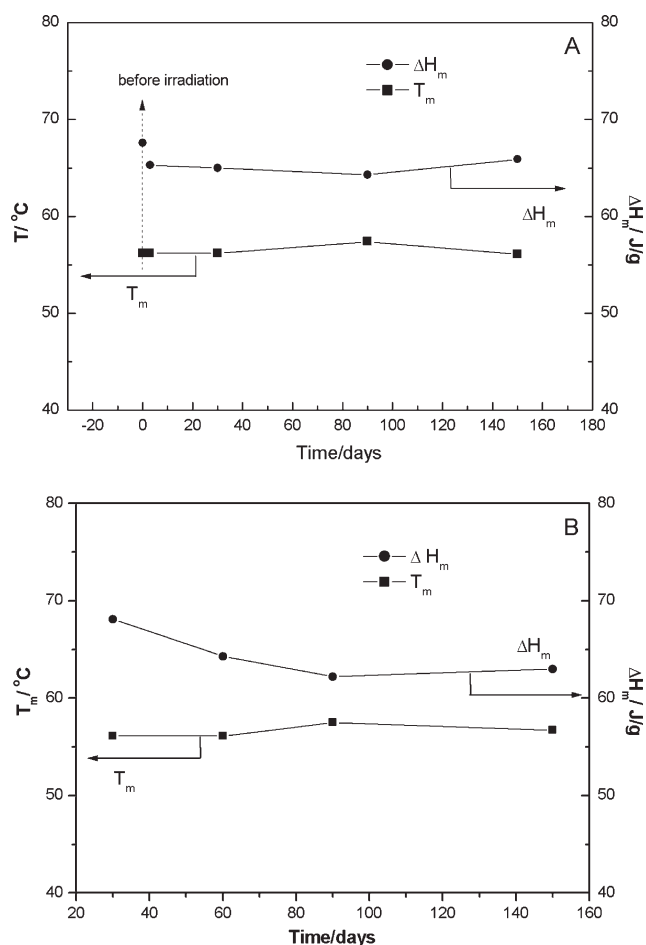 80
80
A
ΔHₘ
Tₘ
before irradiation
70
70
T/ °C
ΔHₘ / J/g
60
60
ΔHₘ
Tₘ
50
50
40
40
-20 0 20 40 60 80 100 120 140 160 180
Time/days
80
80
B
Δ Hₘ
Tₘ
70
70
ΔHₘ
Tₘ/ °C
ΔHₘ / J/g
60
60
Tₘ
50
50
40
40
20 40 60 80 100 120 140 160
Time/days